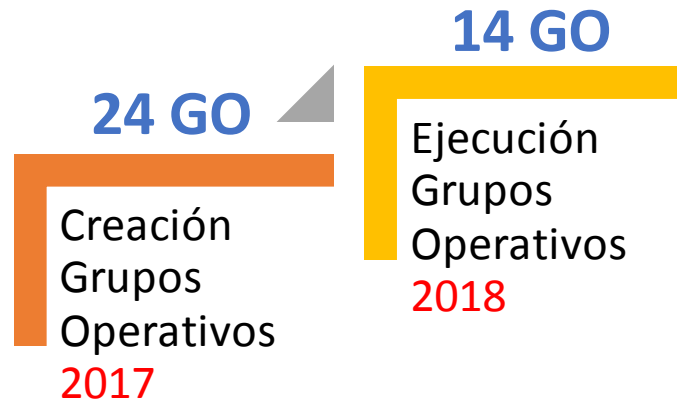 24 GO
Creación
Grupos
Operativos
2017
14 GO
Ejecución
Grupos
Operativos
2018